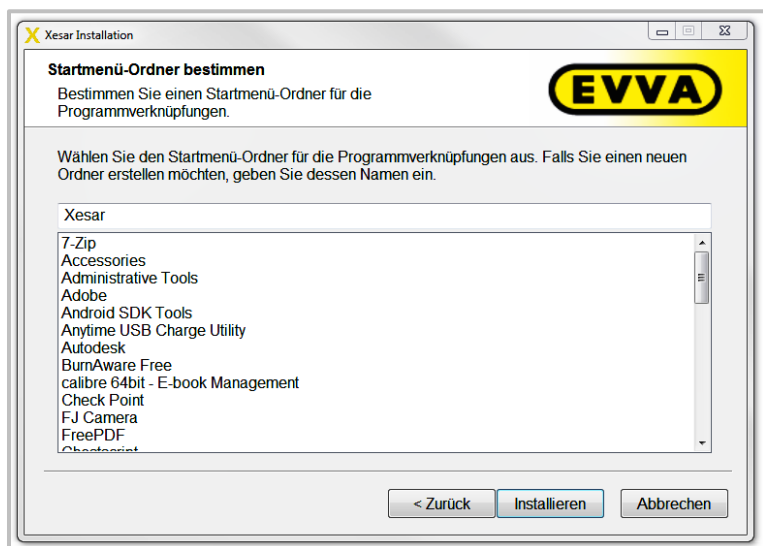 Xesar Installation
Startmenü-Ordner bestimmen
Bestimmen Sie einen Startmenü-Ordner für die
Programmverknüpfungen.
EVVA
Wählen Sie den Startmenü-Ordner für die Programmverknüpfungen aus. Falls Sie einen neuen
Ordner erstellen möchten, geben Sie dessen Namen ein.
Xesar
7-Zip
Accessories
Administrative Tools
Adobe
Android SDK Tools
Anytime USB Charge Utility
Autodesk
BurnAware Free
calibre 64bit - E-book Management
Check Point
FJ Camera
FreePDF
< Zurück
Installieren
Abbrechen